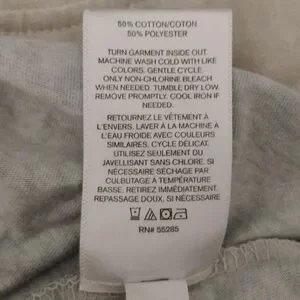 50% COTTON/COTON
50% POLYESTER
TURN GARMENT INSIDE OUT.
MACHINE WASH COLD WITH LIKE
COLORS. GENTLE CYCLE.
ONLY NON-CHLORINE BLEACH
WHEN NEEDED. TUMBLE DRY LOW.
REMOVE PROMPTLY. COOL IRON IF
NEEDED.
RETOURNEZ LE VÊTEMENT À
L'ENVERS. LAVER À LA MACHINE À
L'EAU FROIDE AVEC COULEURS
SIMILAIRES. CYCLE DÉLICAT.
UTILISEZ SEULEMENT DU
JAVELLISANT SANS CHLORE. SI
NÉCESSAIRE SÉCHAGE PAR
CULBUTAGE À TEMPÉRATURE
BASSE. RETIREZ IMMÉDIATEMENT.
REPASSAGE DOUX, SI NÉCESSAIRE.
RN# 55285